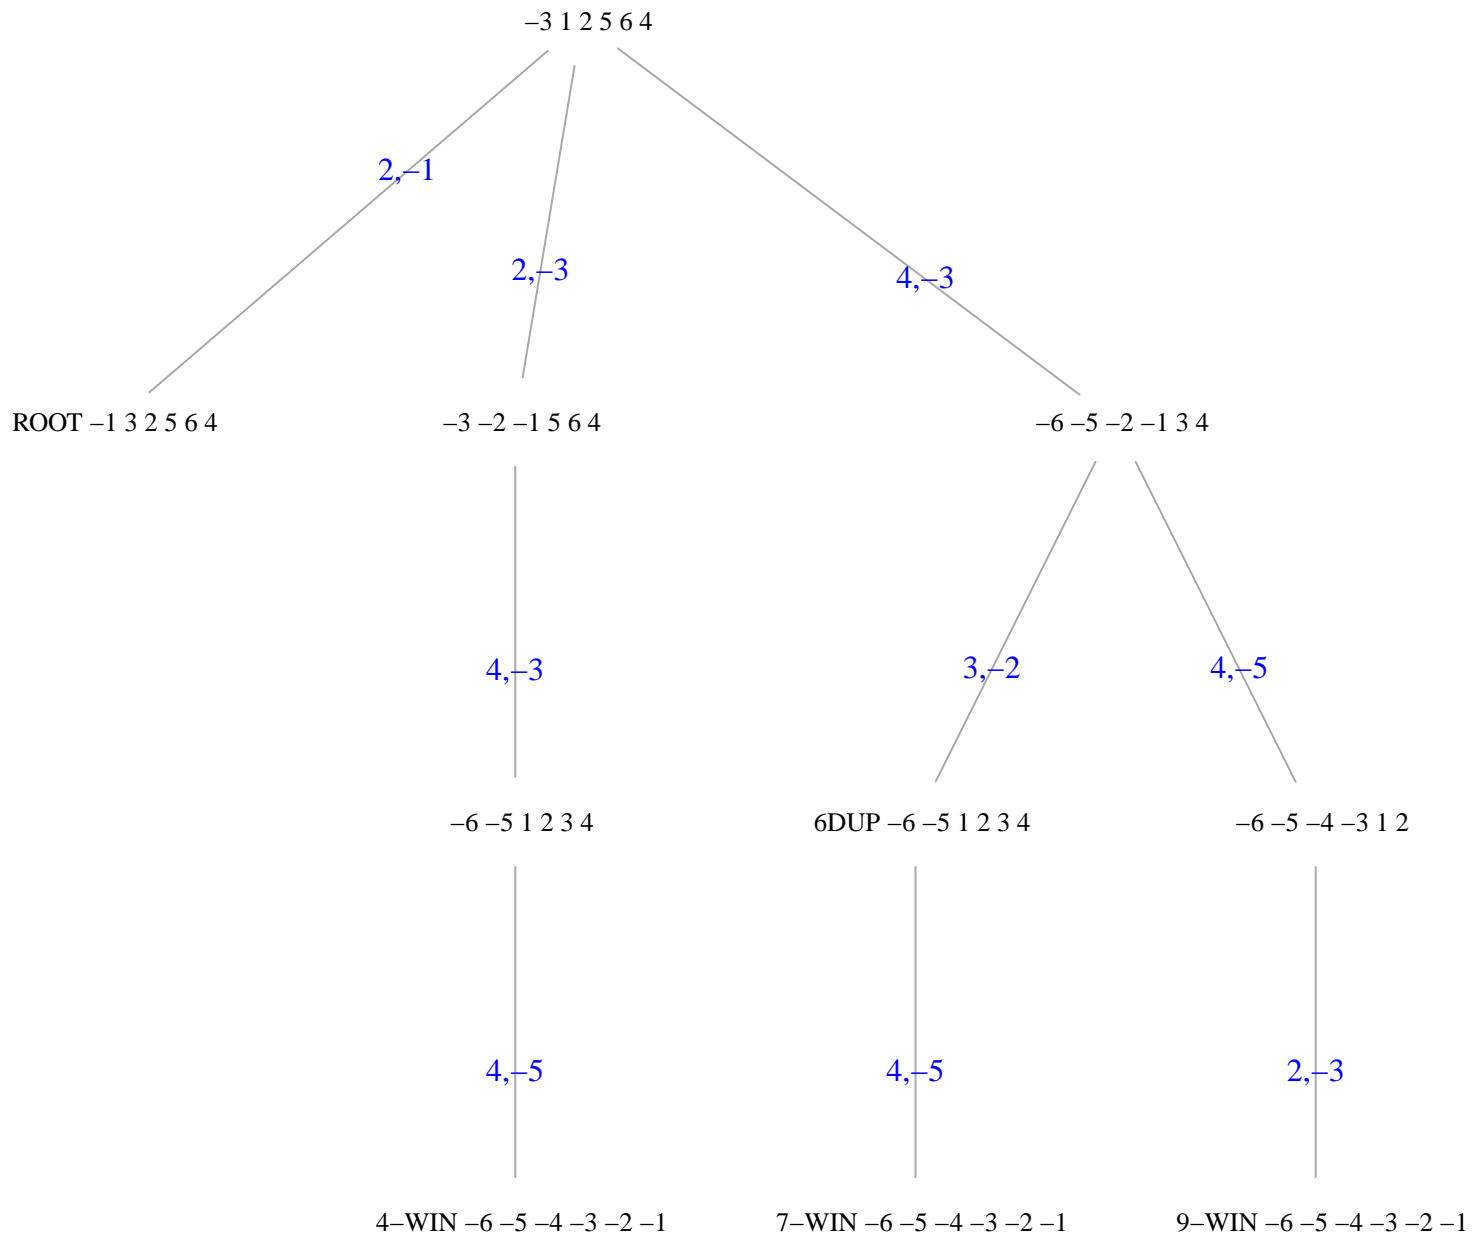 −3 1 2 5 6 4
2,−1
2,−3
4,−3
ROOT −1 3 2 5 6 4
−3 −2 −1 5 6 4
−6 −5 −2 −1 3 4
4,−3
3,−2
4,−5
−6 −5 1 2 3 4
6DUP −6 −5 1 2 3 4
−6 −5 −4 −3 1 2
4,−5
4,−5
2,−3
4−WIN −6 −5 −4 −3 −2 −1
7−WIN −6 −5 −4 −3 −2 −1
9−WIN −6 −5 −4 −3 −2 −1